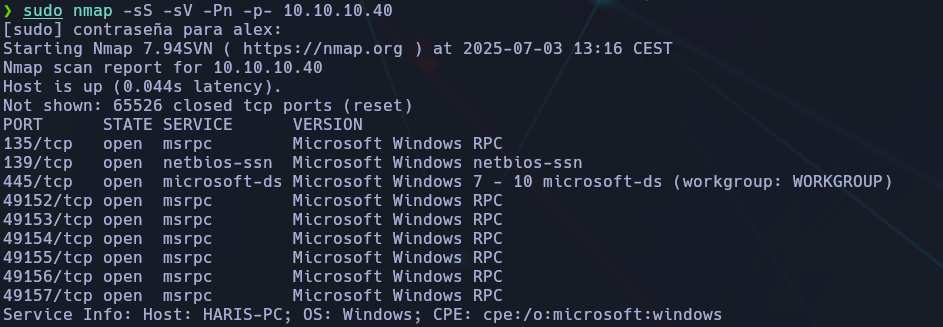 ❯ sudo nmap -sS -sV -Pn -p- 10.10.10.40
[sudo] contraseña para alex:
Starting Nmap 7.94SVN ( https://nmap.org ) at 2025-07-03 13:16 CEST
Nmap scan report for 10.10.10.40
Host is up (0.044s latency).
Not shown: 65526 closed tcp ports (reset)
PORT      STATE SERVICE      VERSION
135/tcp   open  msrpc        Microsoft Windows RPC
139/tcp   open  netbios-ssn  Microsoft Windows netbios-ssn
445/tcp   open  microsoft-ds Microsoft Windows 7 - 10 microsoft-ds (workgroup: WORKGROUP)
49152/tcp open  msrpc        Microsoft Windows RPC
49153/tcp open  msrpc        Microsoft Windows RPC
49154/tcp open  msrpc        Microsoft Windows RPC
49155/tcp open  msrpc        Microsoft Windows RPC
49156/tcp open  msrpc        Microsoft Windows RPC
49157/tcp open  msrpc        Microsoft Windows RPC
Service Info: Host: HARIS-PC; OS: Windows; CPE: cpe:/o:microsoft:windows